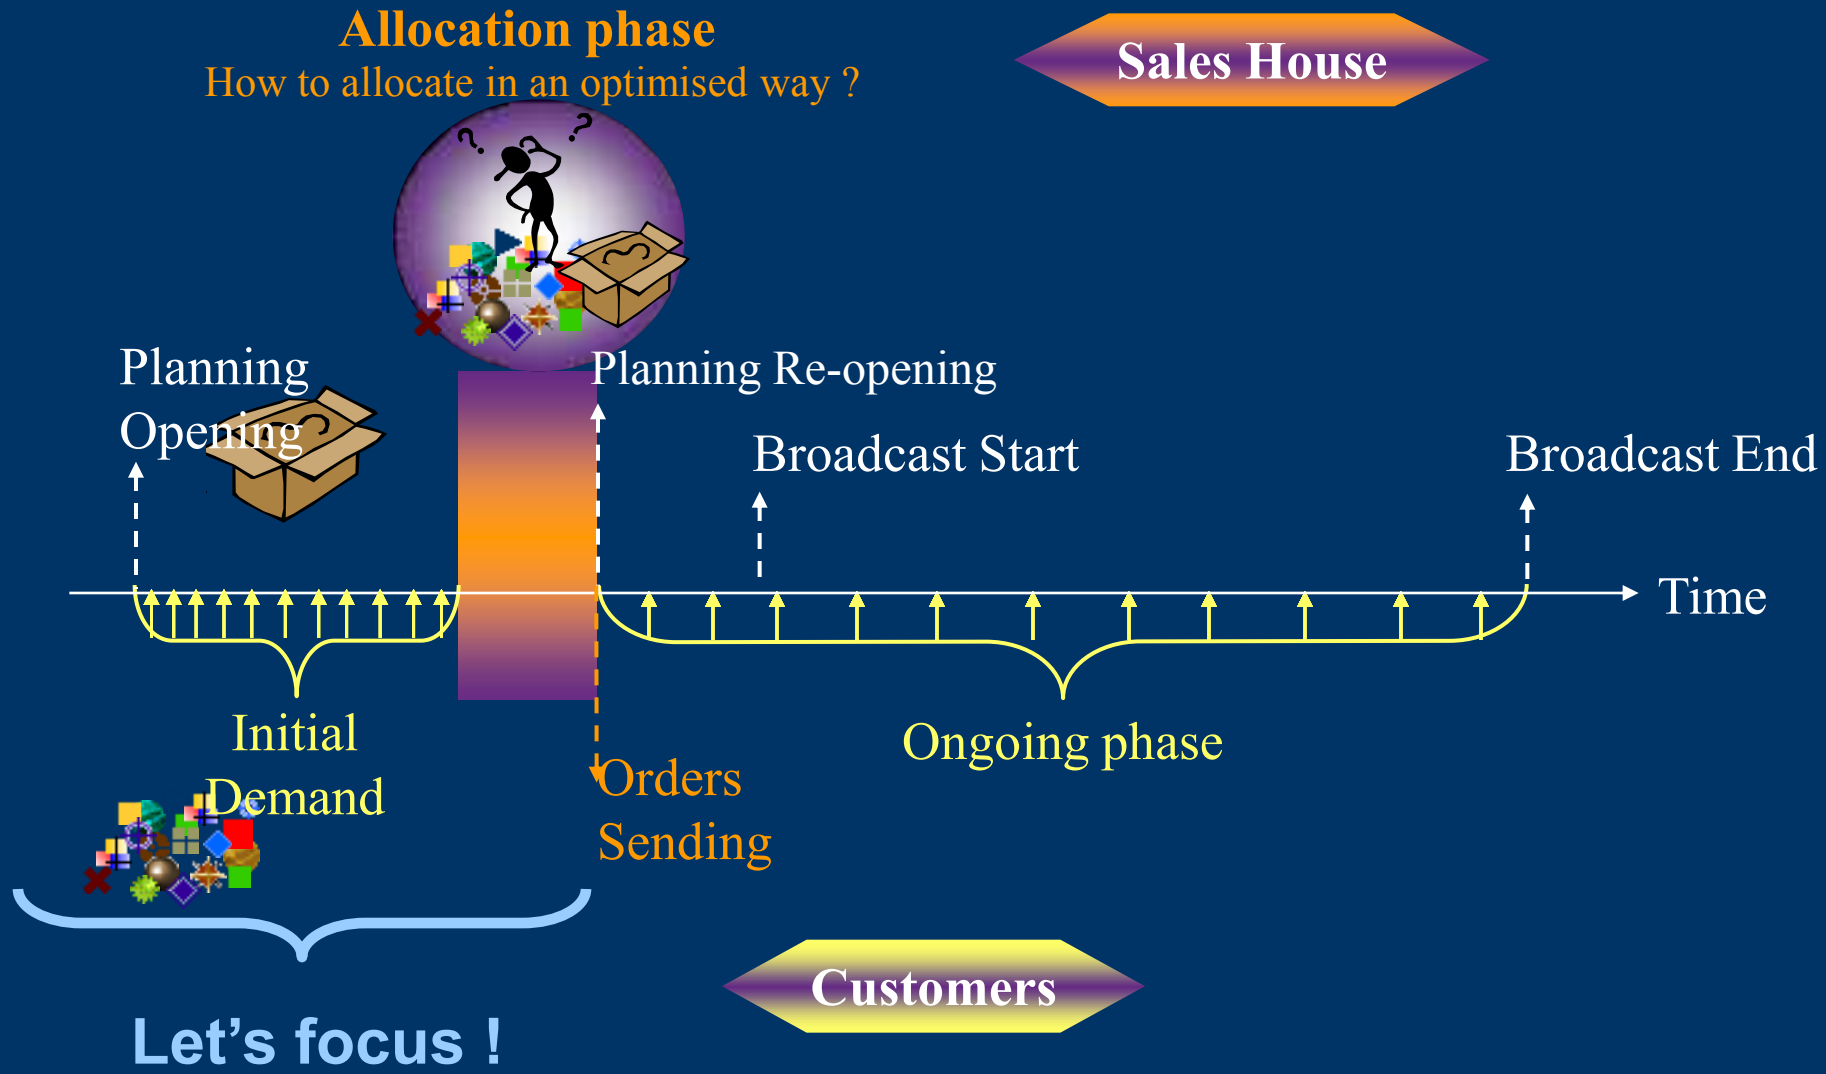 Allocation phase
How to allocate in an optimised way ?
Sales House
? ?
Planning
Opening
Planning Re-opening
Broadcast Start
Broadcast End
Time
Initial
Demand
Ongoing phase
Orders
Sending
Customers
Let’s focus !